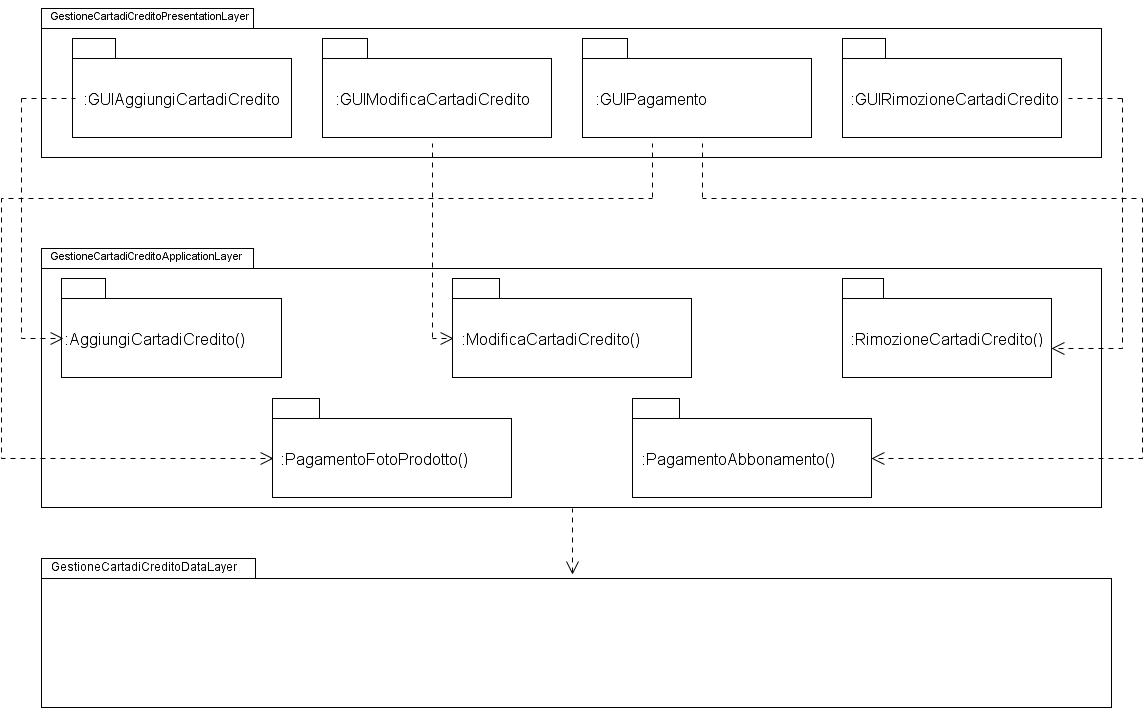 GestioneCartadiCreditoPresentationLayer
:GUIAggiungiCartadiCredito
:GUIModificaCartadiCredito
:GUIPagamento
:GUIRimozioneCartadiCredito
GestioneCartadiCreditoApplicationLayer
:AggiungiCartadiCredito()
:ModificaCartadiCredito()
:RimozioneCartadiCredito()
:PagamentoFotoProdotto()
:PagamentoAbbonamento()
GestioneCartadiCreditoDataLayer